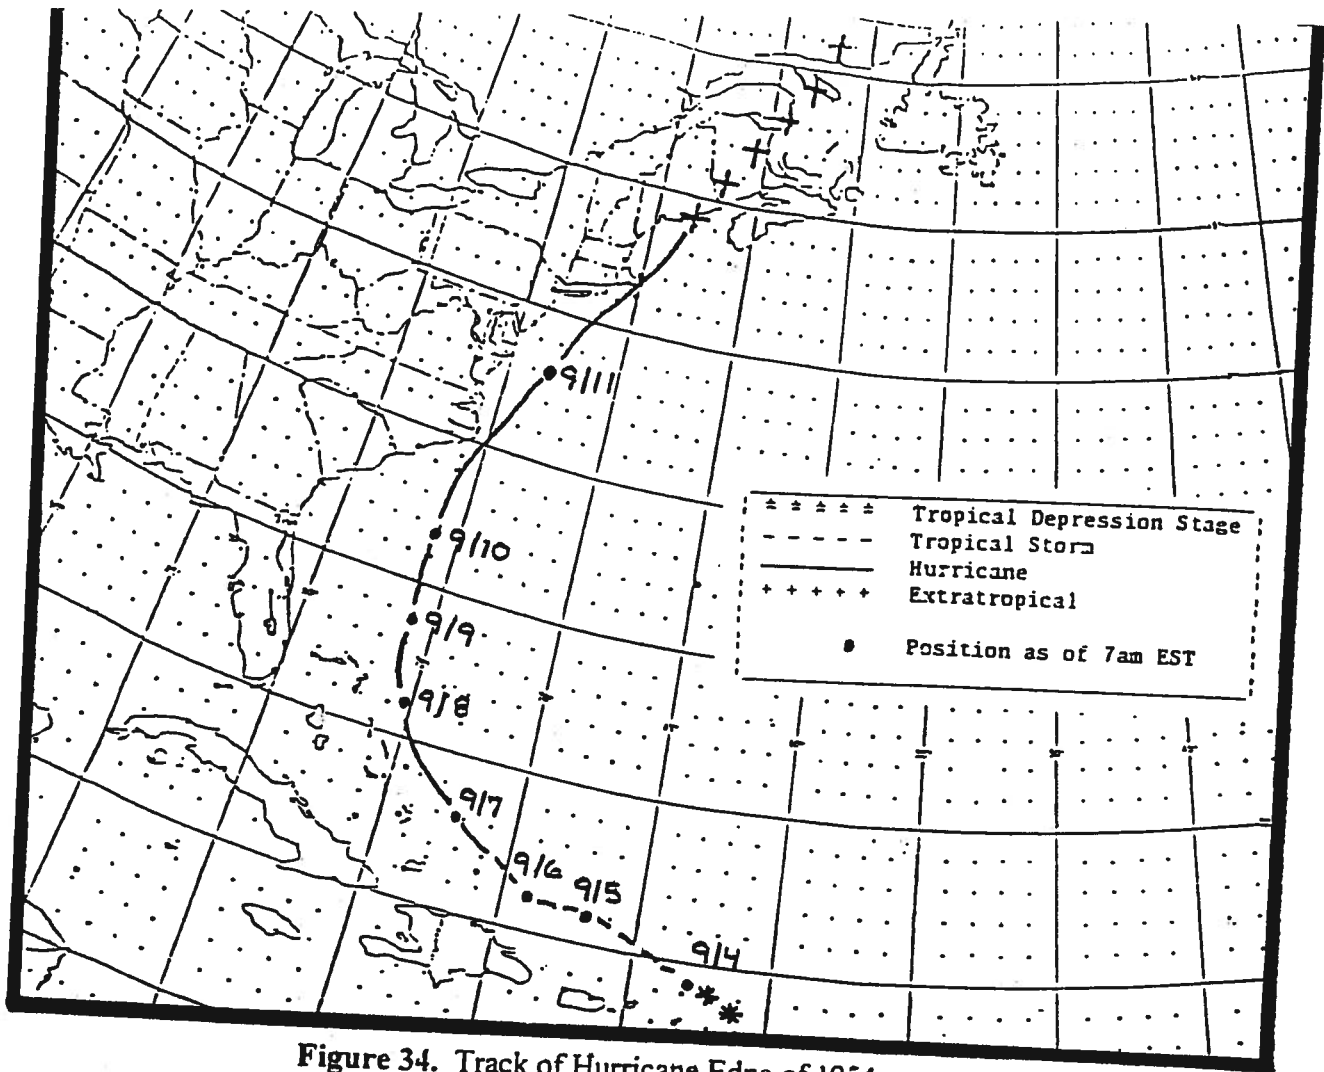 9/11
9/10
9/9
9/8
9/7
9/6
9/5
9/4
Tropical Depression Stage
Tropical Storm
Hurricane
Extratropical
Position as of 7am EST
Figure 34. Track of Hurricane Edna of 1954